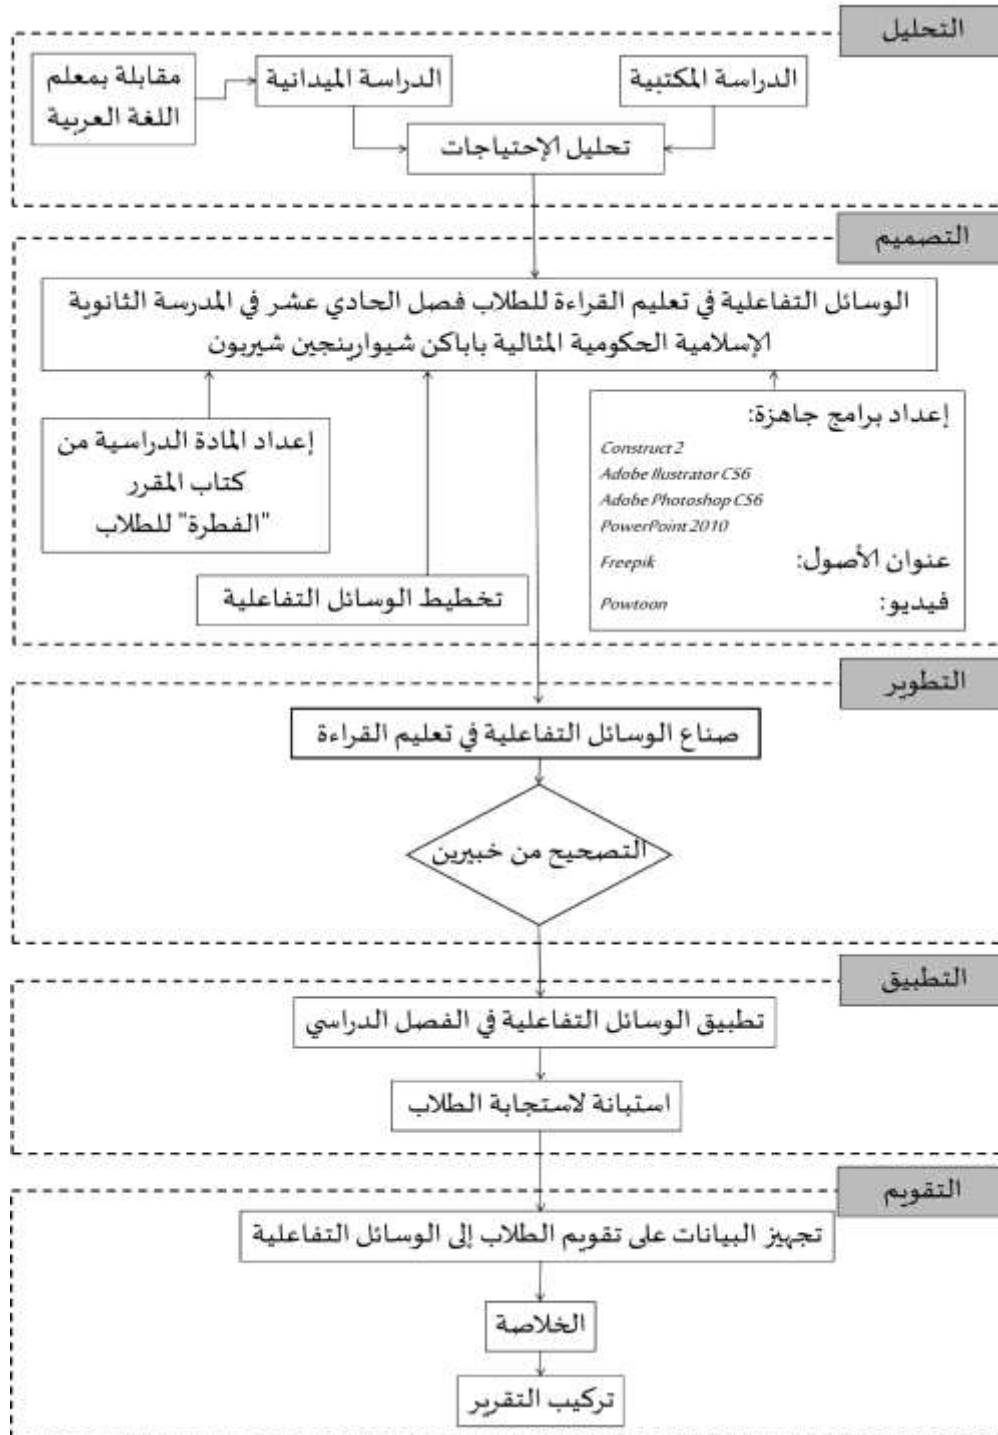 التحليل
الدراسة المكتبية
الدراسة الميدانية
مقابلة بمعلم
اللغة العربية
تحليل الإحتياجات
التصميم
الوسائل التفاعلية في تعليم القراءة للطلاب فصل الحادي عشر في المدرسة الثانوية
الإسلامية الحكومية المثالية باباكن شيوارينجين شيربون
إعداد برامج جاهزة:
Construct 2
Adobe Ilustrator CS6
Adobe Photoshop CS6
PowerPoint 2010
عنوان الأصول: Freepik
فيديو: Powtoon
إعداد المادة الدراسية من
كتاب المقرر
"الفطرة" للطلاب
تخطيط الوسائل التفاعلية
التطوير
صناع الوسائل التفاعلية في تعليم القراءة
التصحيح من خبيرين
التطبيق
تطبيق الوسائل التفاعلية في الفصل الدراسي
استبانة لاستجابة الطلاب
التقويم
تجهيز البيانات على تقويم الطلاب إلى الوسائل التفاعلية
الخلاصة
تركيب التقرير